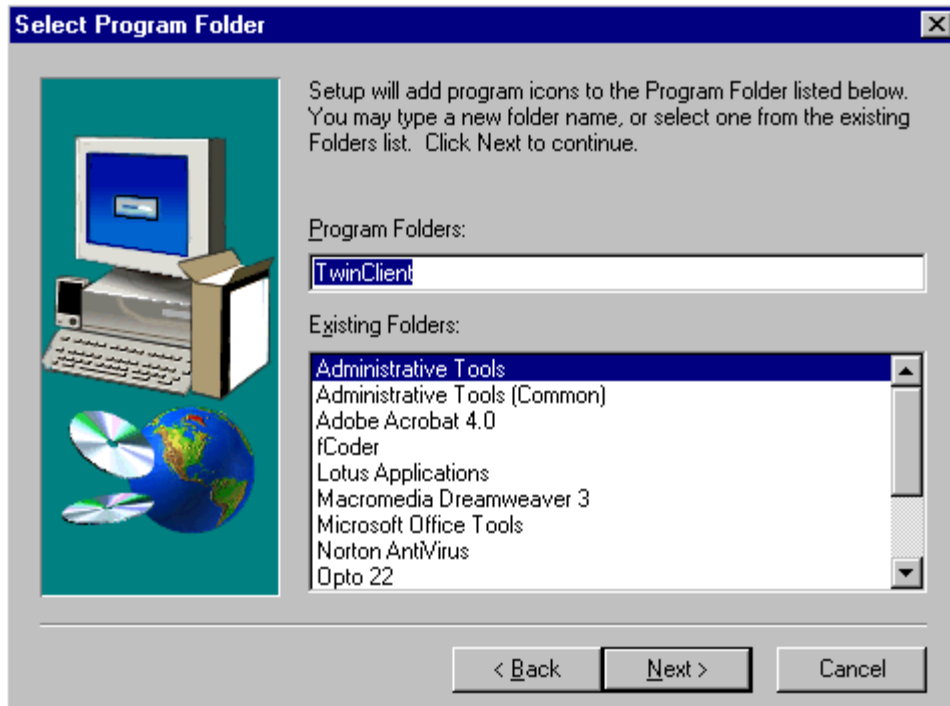 Select Program Folder
Setup will add program icons to the Program Folder listed below.
You may type a new folder name, or select one from the existing
Folders list.  Click Next to continue.
Program Folders:
TwinClient
Existing Folders:
Administrative Tools
Administrative Tools (Common)
Adobe Acrobat 4.0
fCoder
Lotus Applications
Macromedia Dreamweaver 3
Microsoft Office Tools
Norton AntiVirus
Opto 22
< Back
Next >
Cancel